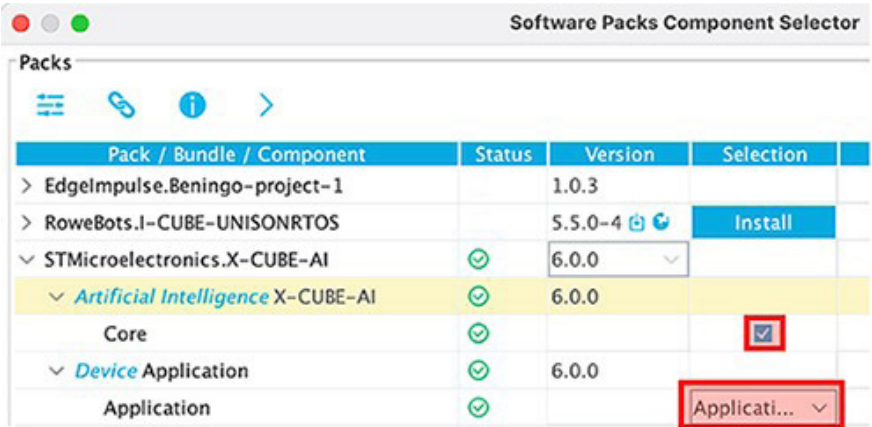 Software Packs Component Selector
Packs
Pack / Bundle / Component Status Version Selection
EdgeImpulse.Beningo-project-1 1.0.3
RoweBots.I-CUBE-UNISONRTOS 5.5.0-4 Install
STMicroelectronics.X-CUBE-AI 6.0.0
Artificial Intelligence X-CUBE-AI 6.0.0
Core
Device Application 6.0.0
Application Applicati...